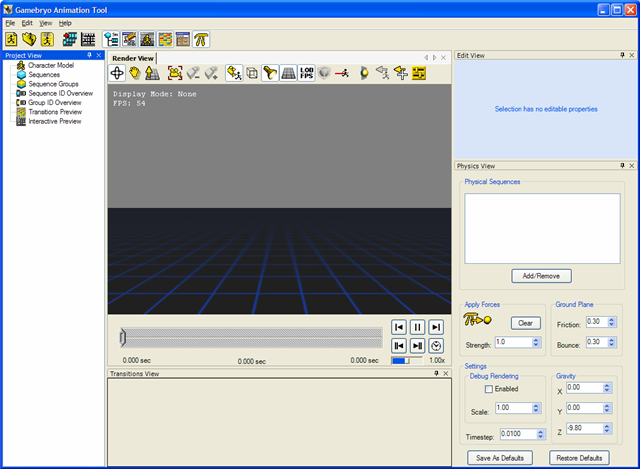 Gamebryo Animation Tool
File Edit View Help
Project View
Character Model
Sequences
Sequence Groups
Sequence ID Overview
Group ID Overview
Transitions Preview
Interactive Preview
Render View
LOD
FPS
Display Mode: None
FPS: 54
0.000 sec 0.000 sec 0.000 sec 1.00x
Transitions View
Edit View
Selection has no editable properties
Physics View
Physical Sequences
Add/Remove
Apply Forces
Clear
Strength: 1.0
Ground Plane
Friction: 0.30
Bounce: 0.30
Settings
Debug Rendering
Enabled
Scale: 1.00
Timestep: 0.0100
Gravity
X 0.00
Y 0.00
Z -9.80
Save As Defaults Restore Defaults